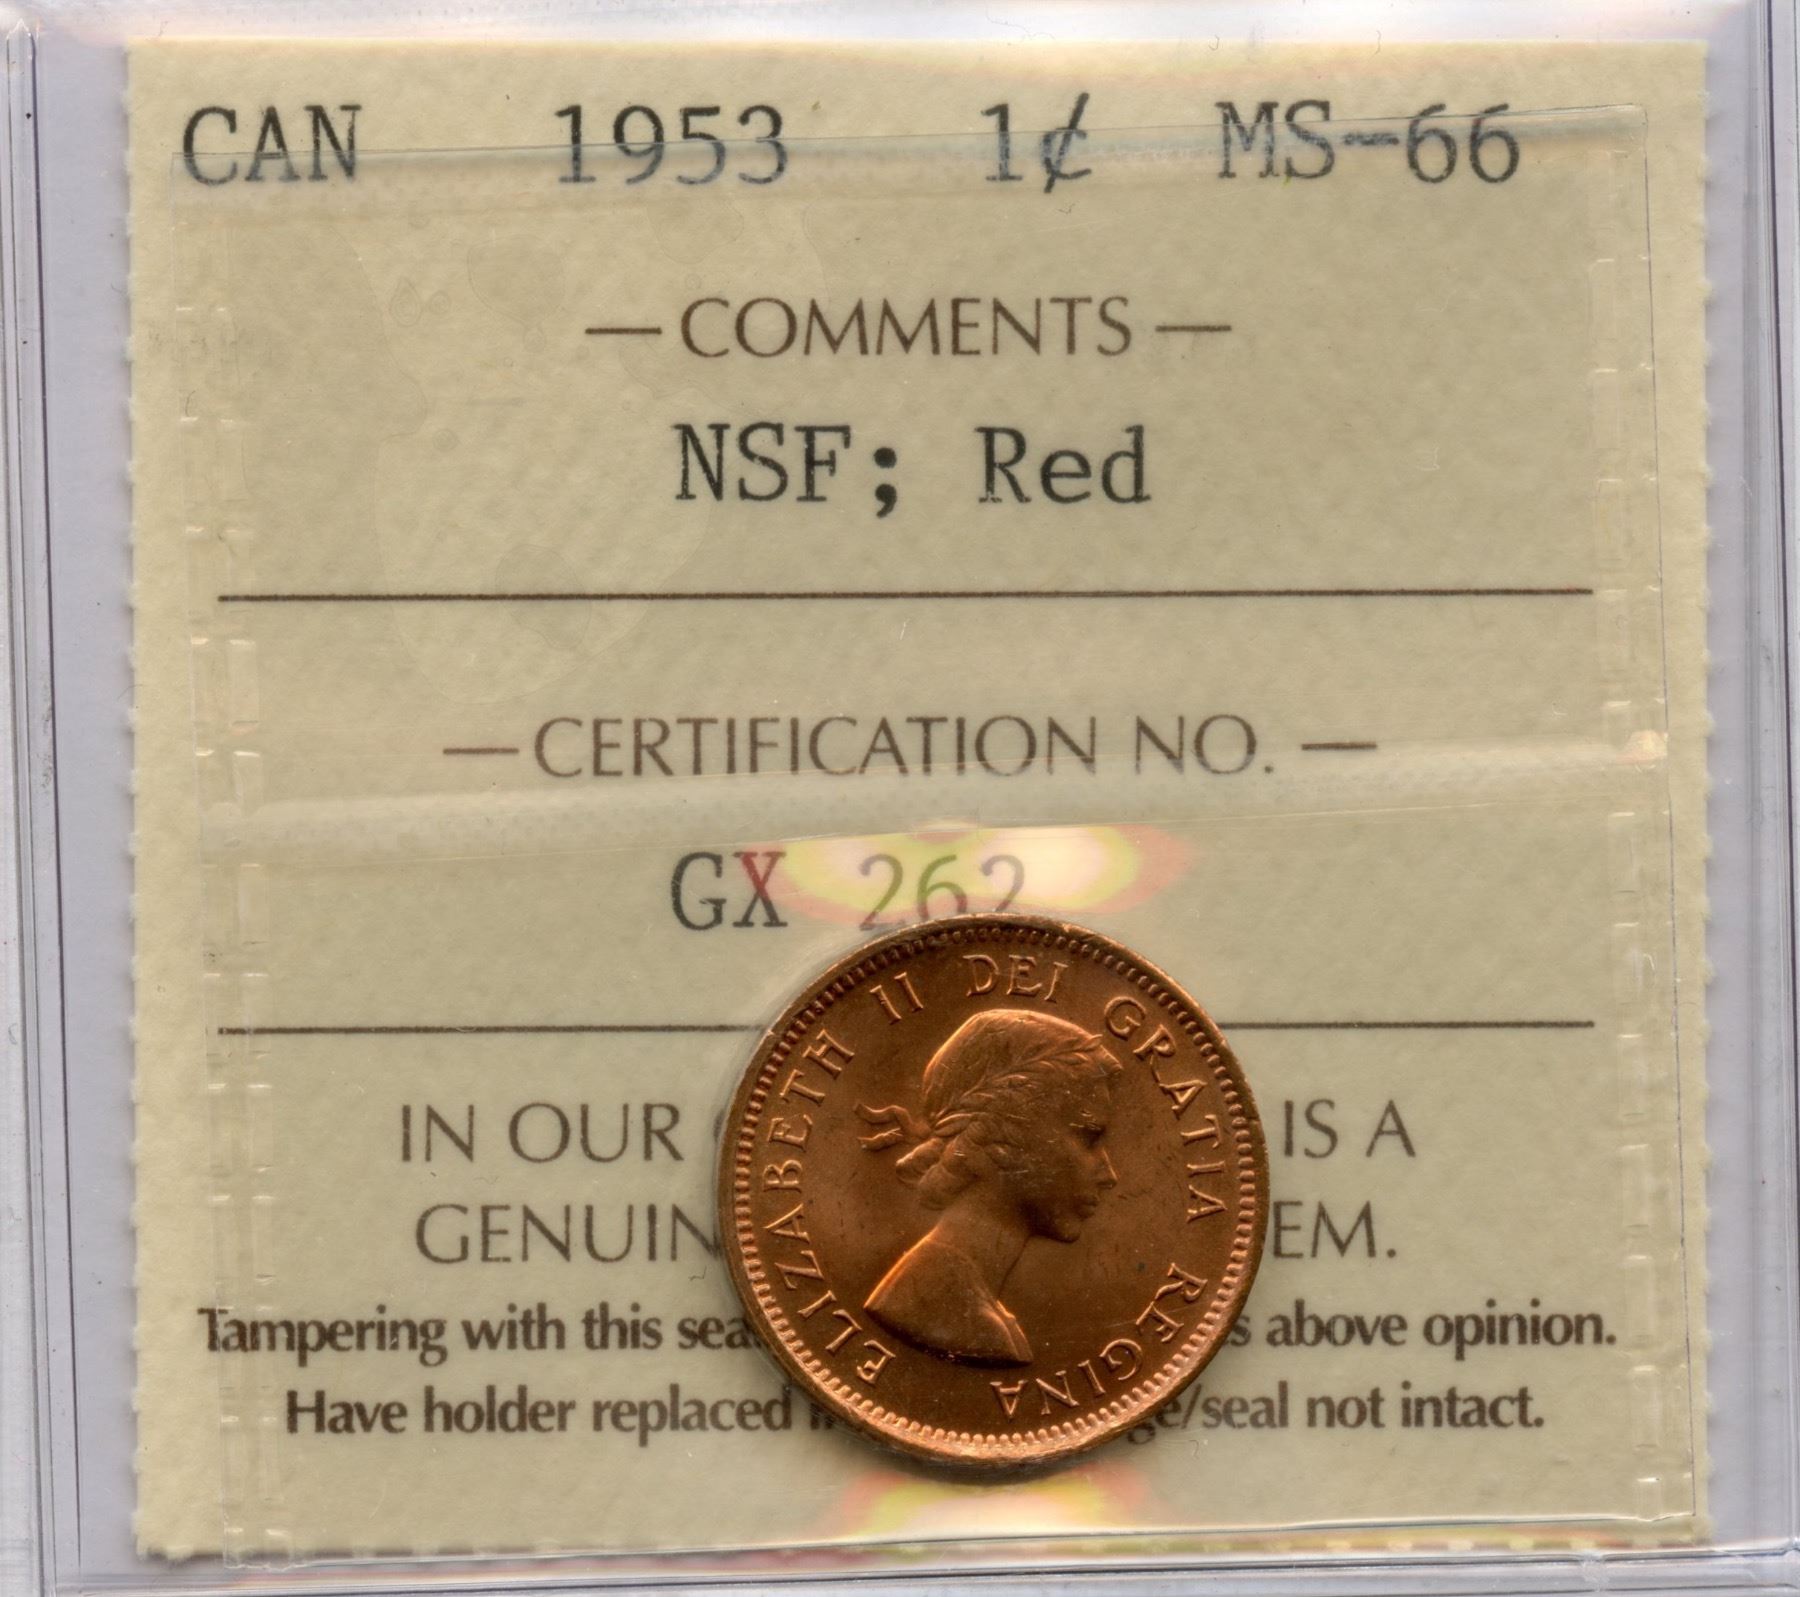 CAN 1953 1¢ MS-66
— COMMENTS —
NSF; Red
— CERTIFICATION NO. —
GX 262
IN OUR IS A
GENUIN EM.
Tampering with this sea s above opinion.
Have holder replaced e/seal not intact.
ELIZABETH II DEI GRATIA REGINA